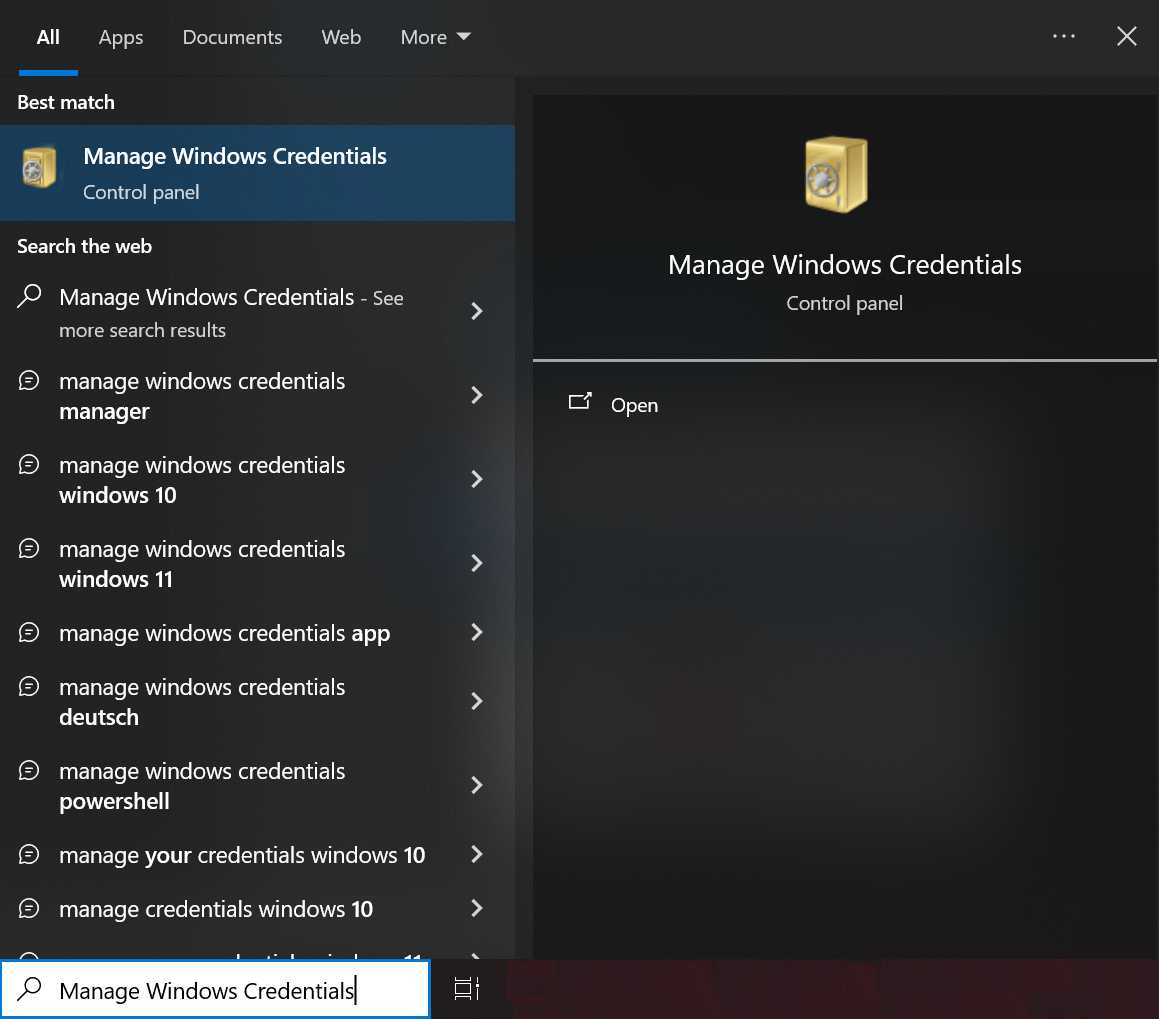 All Apps Documents Web More
Best match
Manage Windows Credentials
Control panel
Search the web
Manage Windows Credentials - See
more search results
manage windows credentials
manager
manage windows credentials
windows 10
manage windows credentials
windows 11
manage windows credentials app
manage windows credentials
deutsch
manage windows credentials
powershell
manage your credentials windows 10
manage credentials windows 10
Manage Windows Credentials
Manage Windows Credentials
Control panel
Open